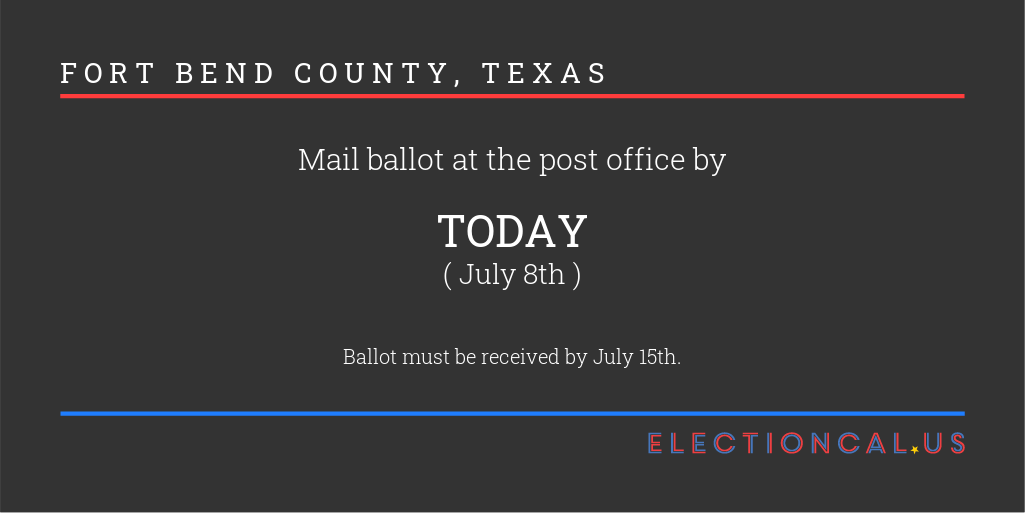 FORT BEND COUNTY, TEXAS
Mail ballot at the post office by
TODAY
( July 8th )
Ballot must be received by July 15th.
ELECTIONCAL.US